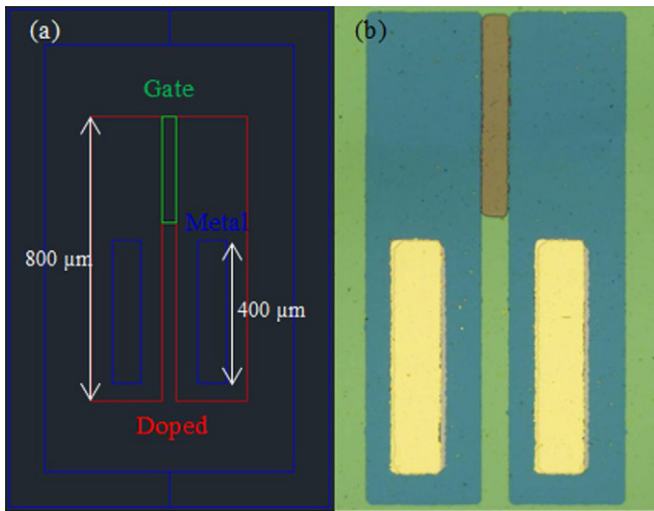 (a)
Gate
Metal
800 μm
400 μm
Doped
(b)